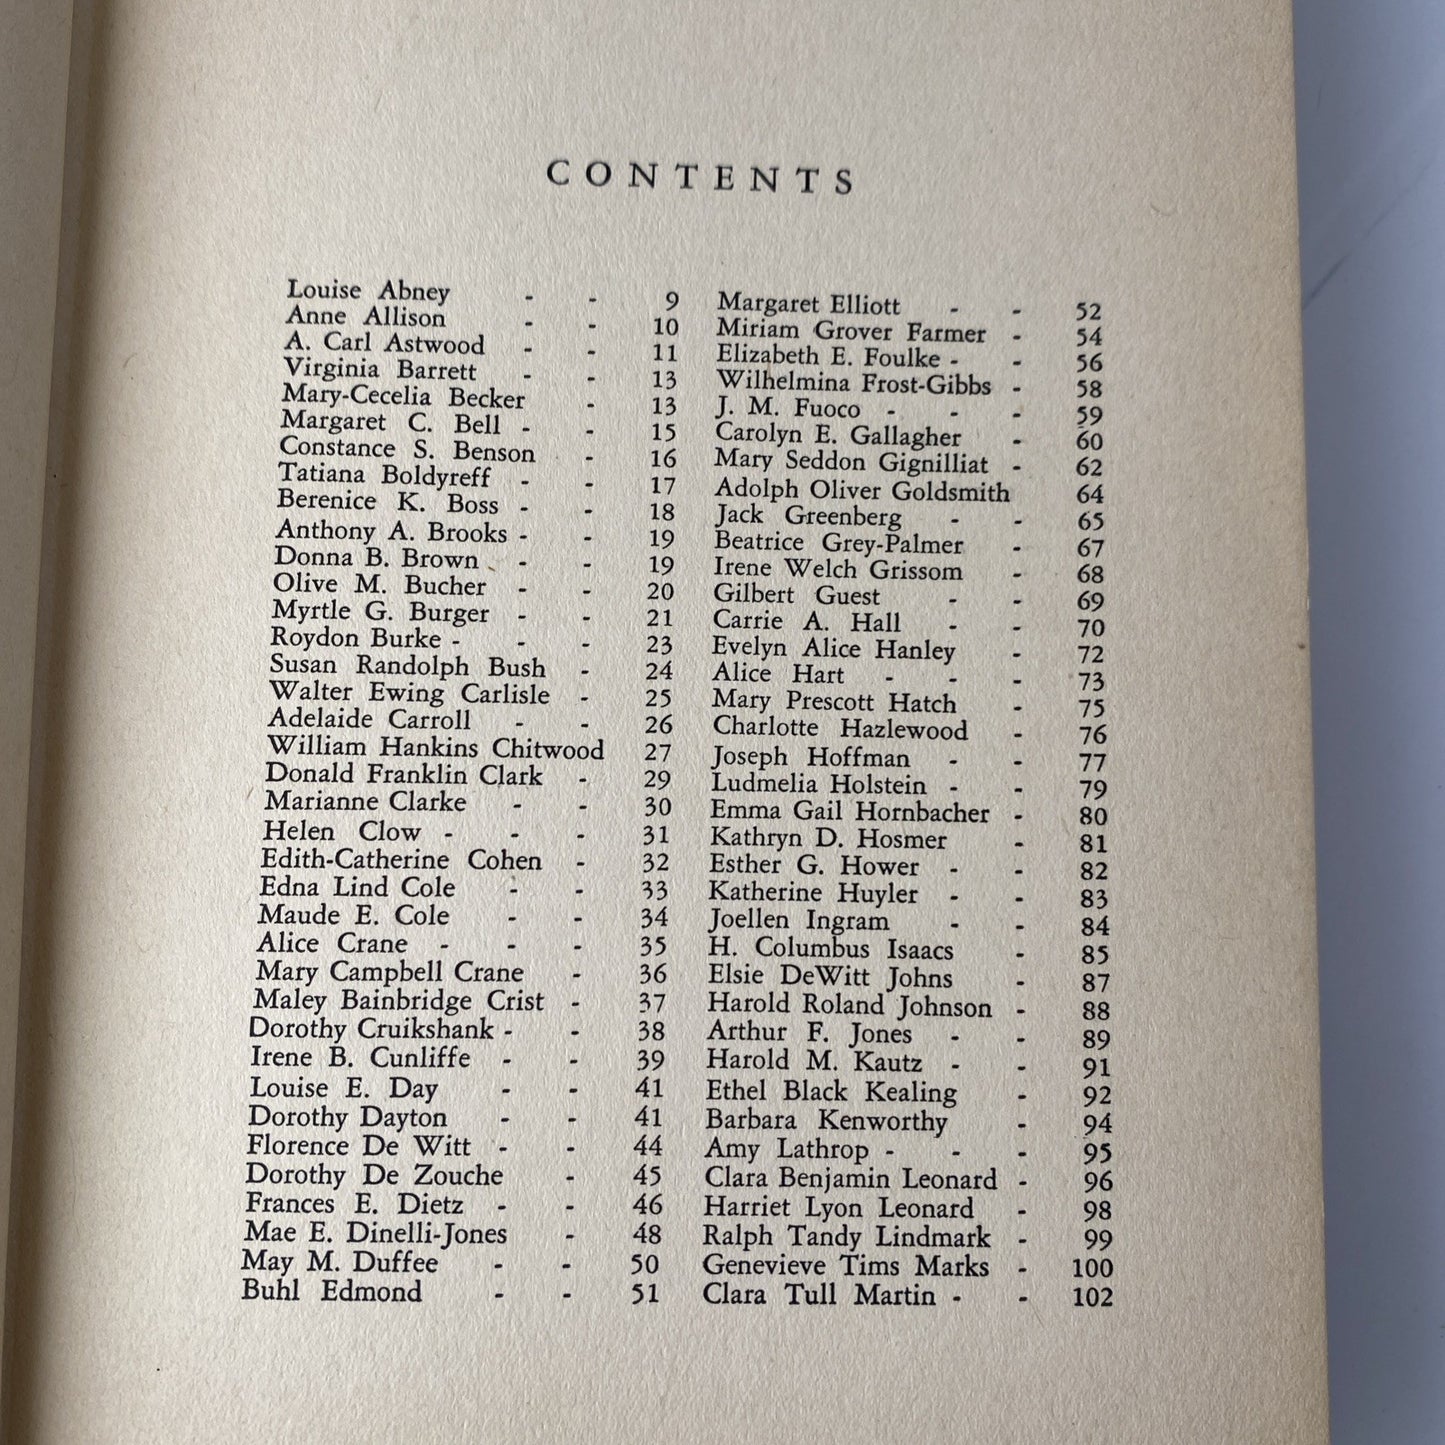 CONTENTS
Louise Abney - - 9
Anne Allison - - 10
A. Carl Astwood - - 11
Virginia Barrett - - 13
Mary-Cecelia Becker - 13
Margaret C. Bell - - 15
Constance S. Benson - 16
Tatiana Boldyreff - - 17
Berenice K. Boss - - 18
Anthony A. Brooks - - 19
Donna B. Brown - - 19
Olive M. Bucher - - 20
Myrtle G. Burger - - 21
Roydon Burke - - - 23
Susan Randolph Bush - 24
Walter Ewing Carlisle - 25
Adelaide Carroll - - 26
William Hankins Chitwood 27
Donald Franklin Clark - 29
Marianne Clarke - - 30
Helen Clow - - - 31
Edith-Catherine Cohen - 32
Edna Lind Cole - - 33
Maude E. Cole - - 34
Alice Crane - - - 35
Mary Campbell Crane - 36
Maley Bainbridge Crist - 37
Dorothy Cruikshank - - 38
Irene B. Cunliffe - - 39
Louise E. Day - - 41
Dorothy Dayton - - 41
Florence De Witt - - 44
Dorothy De Zouche - 45
Frances E. Dietz - - 46
Mae E. Dinelli-Jones - 48
May M. Duffee - - 50
Buhl Edmond - - 51
Margaret Elliott - - 52
Miriam Grover Farmer - 54
Elizabeth E. Foulke - - 56
Wilhelmina Frost-Gibbs - 58
J. M. Fuoco - - - 59
Carolyn E. Gallagher - 60
Mary Seddon Gignilliat - 62
Adolph Oliver Goldsmith 64
Jack Greenberg - - 65
Beatrice Grey-Palmer - 67
Irene Welch Grissom - 68
Gilbert Guest - - 69
Carrie A. Hall - - 70
Evelyn Alice Hanley - 72
Alice Hart - - - 73
Mary Prescott Hatch - 75
Charlotte Hazlewood - 76
Joseph Hoffman - - 77
Ludmelia Holstein - - 79
Emma Gail Hornbacher - 80
Kathryn D. Hosmer - 81
Esther G. Hower - - 82
Katherine Huyler - - 83
Joellen Ingram - - 84
H. Columbus Isaacs - 85
Elsie DeWitt Johns - 87
Harold Roland Johnson - 88
Arthur F. Jones - - 89
Harold M. Kautz - - 91
Ethel Black Kealing - 92
Barbara Kenworthy - 94
Amy Lathrop - - - 95
Clara Benjamin Leonard - 96
Harriet Lyon Leonard - 98
Ralph Tandy Lindmark - 99
Genevieve Tims Marks - 100
Clara Tull Martin - - 102